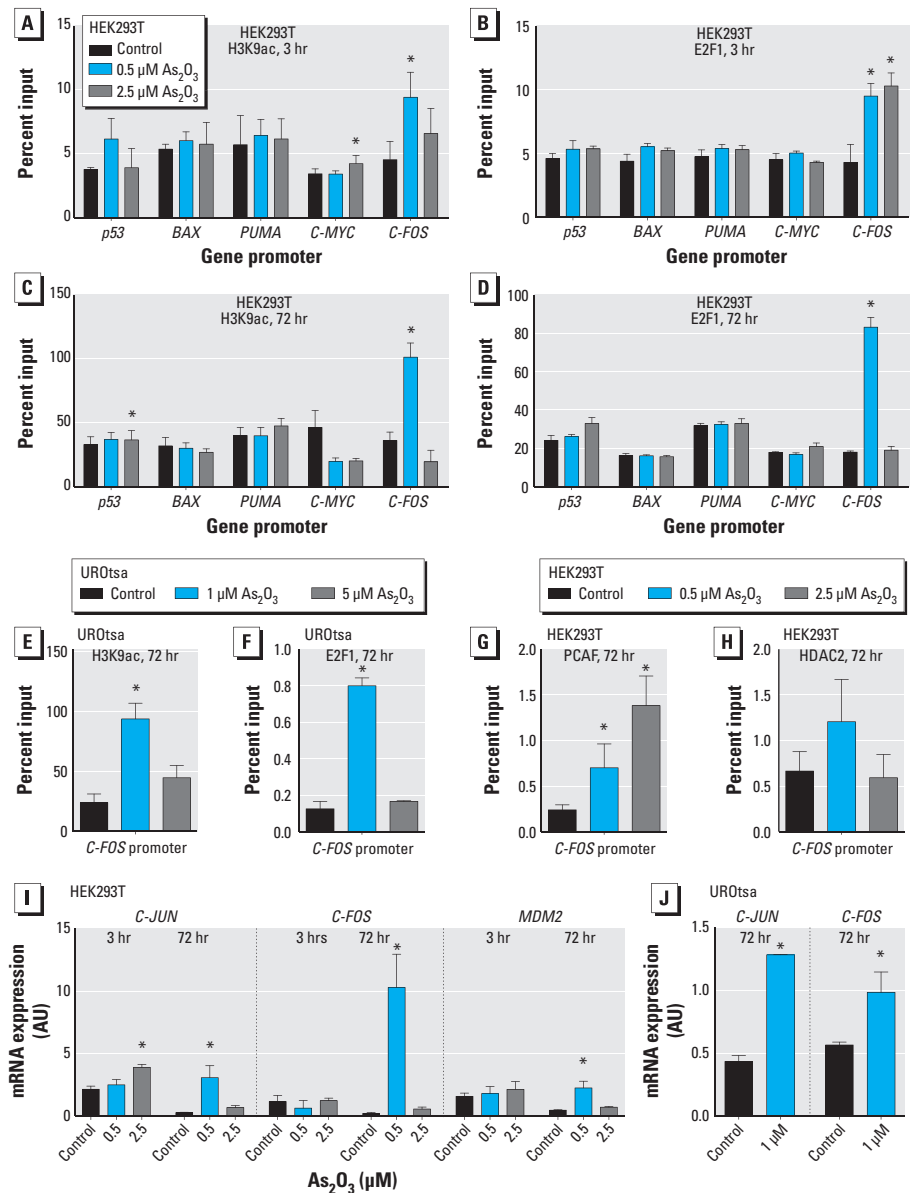 A
HEK293T
Control
0.5 µM As₂O₃
2.5 µM As₂O₃
HEK293T
H3K9ac, 3 hr
Percent input
15
10
5
0
*
*
p53 BAX PUMA C-MYC C-FOS
Gene promoter
B
HEK293T
E2F1, 3 hr
Percent input
15
10
5
0
* *
p53 BAX PUMA C-MYC C-FOS
Gene promoter
C
HEK293T
H3K9ac, 72 hr
Percent input
150
100
50
0
*
*
p53 BAX PUMA C-MYC C-FOS
Gene promoter
D
HEK293T
E2F1, 72 hr
Percent input
100
80
60
40
20
0
*
p53 BAX PUMA C-MYC C-FOS
Gene promoter
UROtsa
Control 1 µM As₂O₃ 5 µM As₂O₃
HEK293T
Control 0.5 µM As₂O₃ 2.5 µM As₂O₃
E
UROtsa
H3K9ac, 72 hr
Percent input
150
100
50
0
*
C-FOS promoter
F
UROtsa
E2F1, 72 hr
Percent input
1.0
0.8
0.6
0.4
0.2
0.0
*
C-FOS promoter
G
HEK293T
PCAF, 72 hr
Percent input
2.0
1.5
1.0
0.5
0.0
*
*
C-FOS promoter
H
HEK293T
HDAC2, 72 hr
Percent input
2.0
1.5
1.0
0.5
0.0
C-FOS promoter
I
HEK293T
C-JUN C-FOS MDM2
3 hr 72 hr 3 hrs 72 hr 3 hr 72 hr
mRNA exppression
(AU)
15
10
5
0
* * * *
Control 0.5 2.5 Control 0.5 2.5 Control 0.5 2.5 Control 0.5 2.5 Control 0.5 2.5 Control 0.5 2.5
As₂O₃ (µM)
J
UROtsa
C-JUN C-FOS
72 hr 72 hr
mRNA exppression
(AU)
1.5
1.0
0.5
0.0
* *
Control 1 µM Control 1 µM